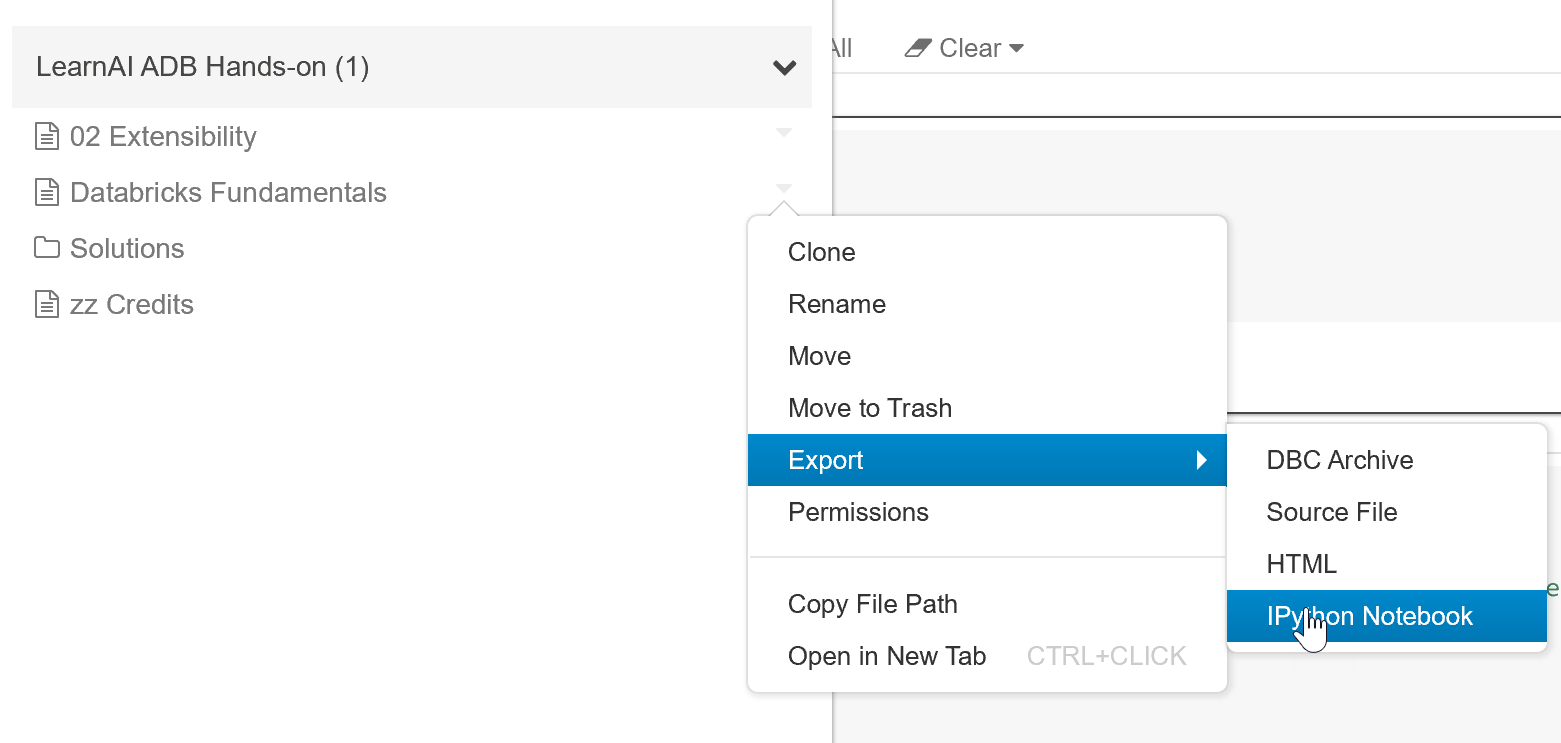 LearnAI ADB Hands-on (1)
02 Extensibility
Databricks Fundamentals
Solutions
zz Credits
All
Clear
Clone
Rename
Move
Move to Trash
Export
Permissions
Copy File Path
Open in New Tab CTRL+CLICK
DBC Archive
Source File
HTML
IPython Notebook